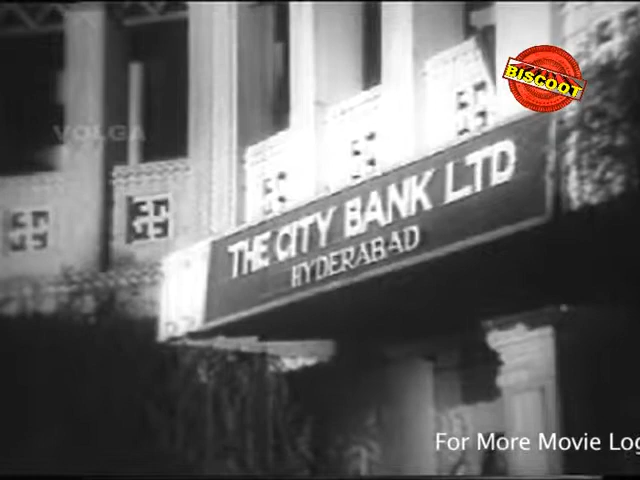 BISCOOT
VOLGA
THE CITY BANK LTD
HYDERABAD
For More Movie Log